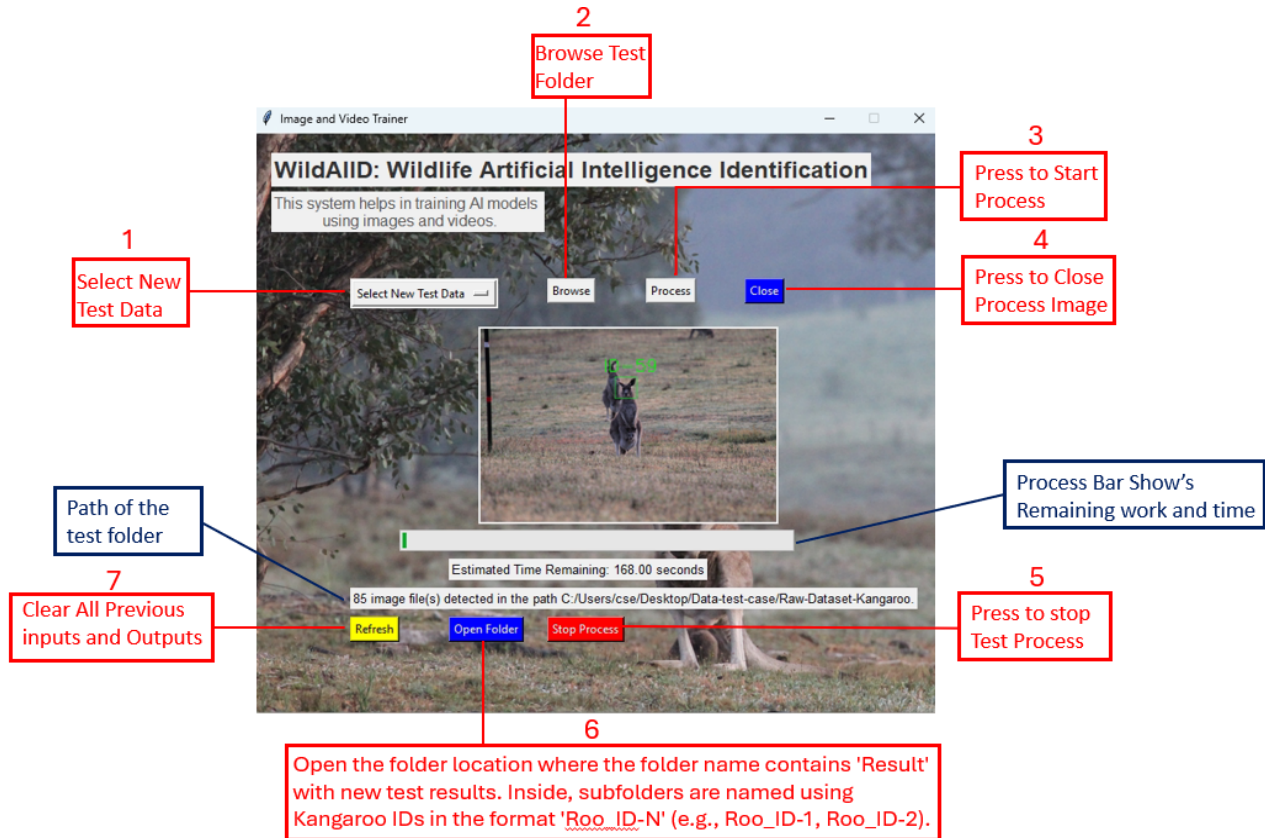 2
Browse Test
Folder
Image and Video Trainer
WildAIID: Wildlife Artificial Intelligence Identification
This system helps in training AI models
using images and videos.
3
Press to Start
Process
1
Select New
Test Data
4
Press to Close
Process Image
Select New Test Data
Browse
Process
Close
Path of the
test folder
Process Bar Show's
Remaining work and time
Estimated Time Remaining: 168.00 seconds
85 image file(s) detected in the path C:/Users/cse/Desktop/Data-test-case/Raw-Dataset-Kangaroo.
7
Clear All Previous
inputs and Outputs
Refresh
Open Folder
Stop Process
5
Press to stop
Test Process
6
Open the folder location where the folder name contains 'Result'
with new test results. Inside, subfolders are named using
Kangaroo IDs in the format 'Roo_ID-N' (e.g., Roo_ID-1, Roo_ID-2).